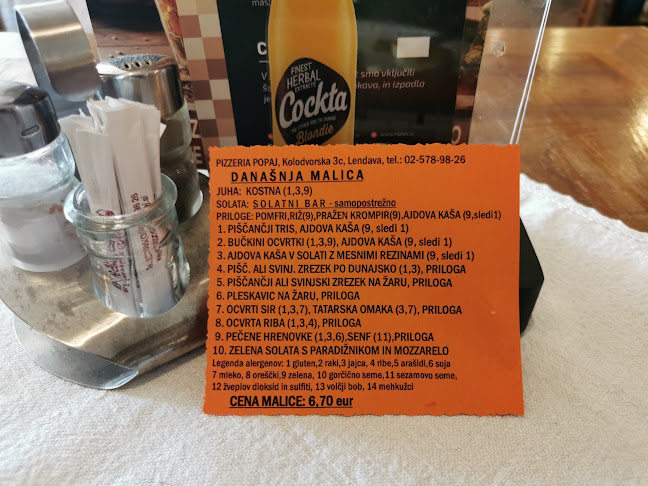 FINEST
HERBAL
EXTRACTS
Cockta
Blondie
smo vključili
kava, in izpadla
PIZZERIA POPAJ, Kolodvorska 3c, Lendava, tel.: 02-578-98-26
DANAŠNJA MALICA
JUHA: KOSTNA (1,3,9)
SOLATA: SOLATNI BAR - samopostrežno
PRILOGE: POMFRI,RIŽ(9),PRAŽEN KROMPIR(9),AJDOVA KAŠA (9,sledi1)
1. PIŠČANČJI TRIS, AJDOVA KAŠA (9, sledi 1)
2. BUČKINI OCVRTKI (1,3,9), AJDOVA KAŠA (9, sledi 1)
3. AJDOVA KAŠA V SOLATI Z MESNIMI REZINAMI (9, sledi 1)
4. PIŠČ. ALI SVINJ. ZREZEK PO DUNAJSKO (1,3), PRILOGA
5. PIŠČANČJI ALI SVINJSKI ZREZEK NA ŽARU, PRILOGA
6. PLESKAVIC NA ŽARU, PRILOGA
7. OCVRTI SIR (1,3,7), TATARSKA OMAKA (3,7), PRILOGA
8. OCVRTA RIBA (1,3,4), PRILOGA
9. PEČENE HRENOVKE (1,3,6),SENF (11),PRILOGA
10. ZELENA SOLATA S PARADIŽNIKOM IN MOZZARELO
Legenda alergenov: 1 gluten,2 raki,3 jajca, 4 ribe,5 arašidi,6 soja
7 mleko, 8 oreščki,9 zelena, 10 gorčično seme,11 sezamovo seme,
12 žveplov dioksid in sulfiti, 13 volčji bob, 14 mehkužci
CENA MALICE: 6,70 eur